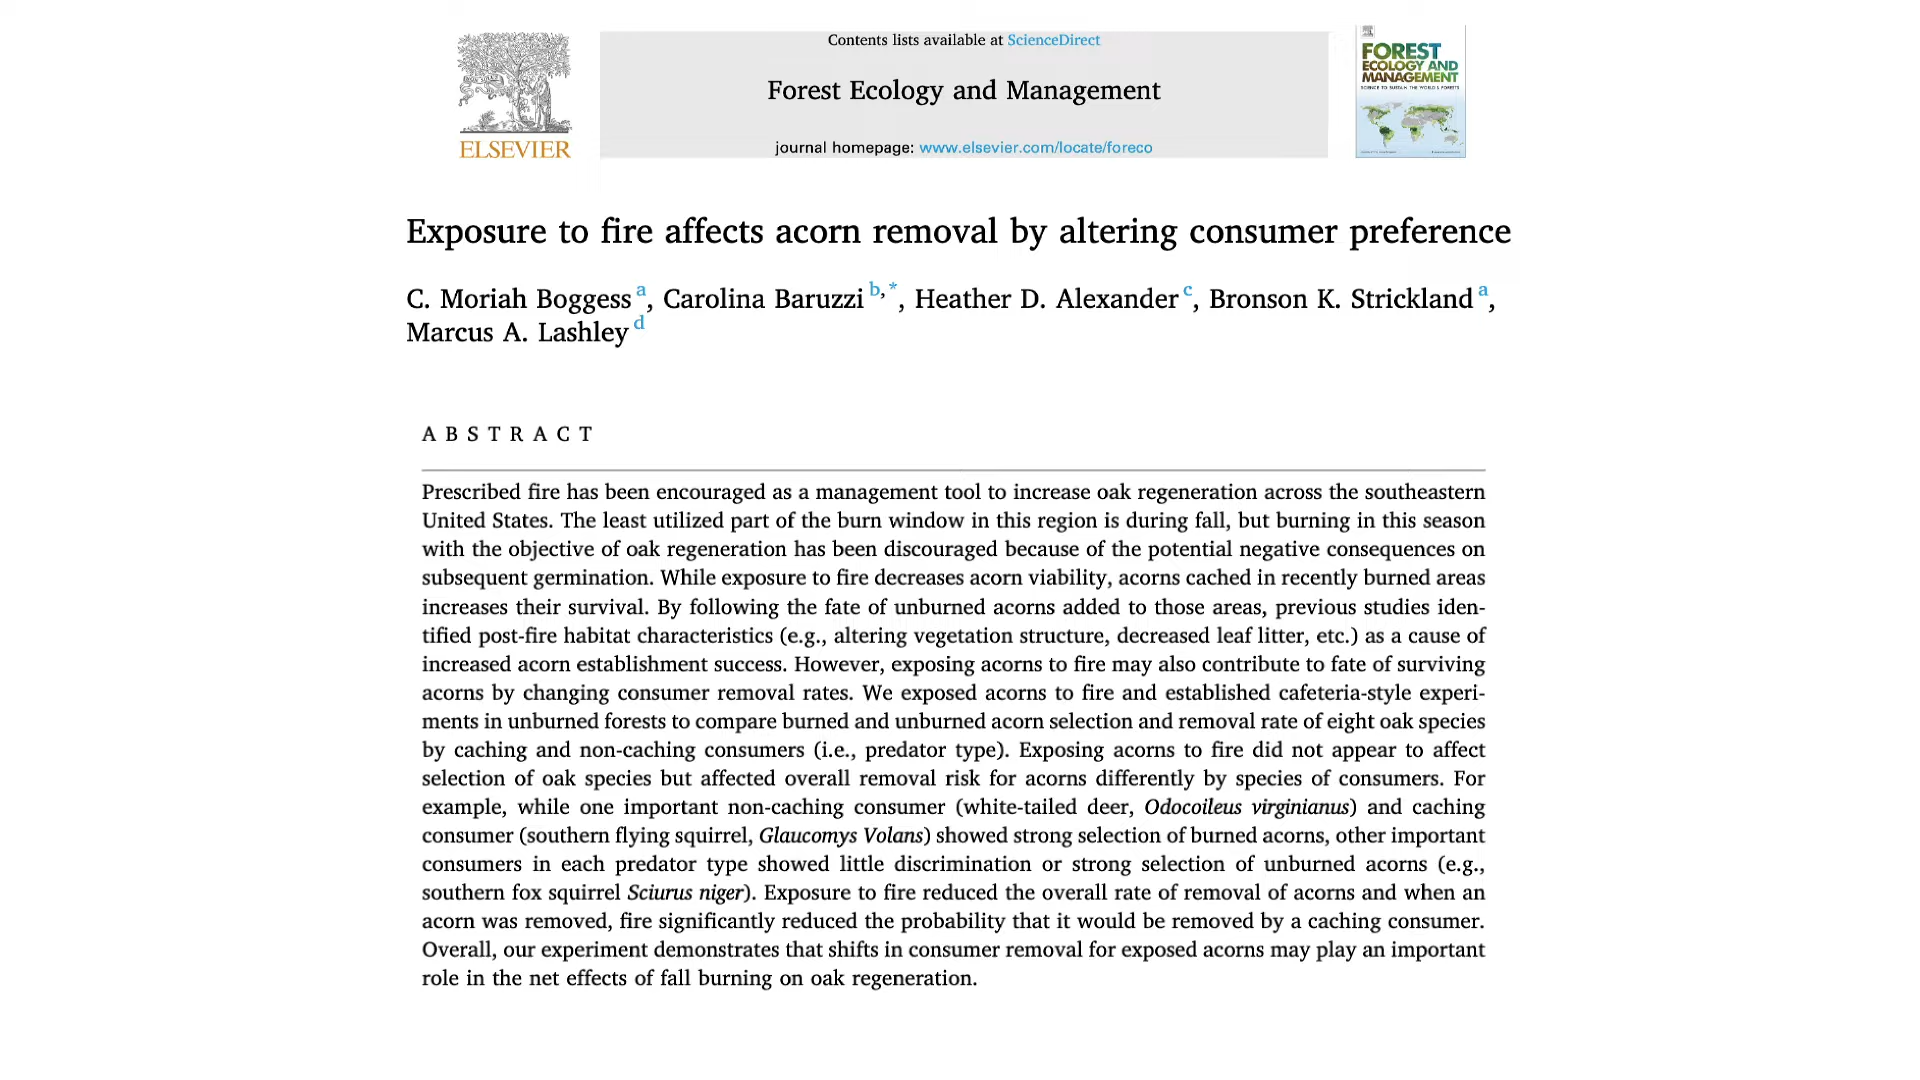 Contents lists available at ScienceDirect
Forest Ecology and Management
journal homepage: www.elsevier.com/locate/foreco
ELSEVIER
FOREST
ECOLOGY AND
MANAGEMENT
SCIENCE TO SUSTAIN THE WORLD'S FORESTS
Exposure to fire affects acorn removal by altering consumer preference
C. Moriah Boggess a, Carolina Baruzzi b,*, Heather D. Alexander c, Bronson K. Strickland a,
Marcus A. Lashley d
ABSTRACT
Prescribed fire has been encouraged as a management tool to increase oak regeneration across the southeastern
United States. The least utilized part of the burn window in this region is during fall, but burning in this season
with the objective of oak regeneration has been discouraged because of the potential negative consequences on
subsequent germination. While exposure to fire decreases acorn viability, acorns cached in recently burned areas
increases their survival. By following the fate of unburned acorns added to those areas, previous studies iden-
tified post-fire habitat characteristics (e.g., altering vegetation structure, decreased leaf litter, etc.) as a cause of
increased acorn establishment success. However, exposing acorns to fire may also contribute to fate of surviving
acorns by changing consumer removal rates. We exposed acorns to fire and established cafeteria-style experi-
ments in unburned forests to compare burned and unburned acorn selection and removal rate of eight oak species
by caching and non-caching consumers (i.e., predator type). Exposing acorns to fire did not appear to affect
selection of oak species but affected overall removal risk for acorns differently by species of consumers. For
example, while one important non-caching consumer (white-tailed deer, Odocoileus virginianus) and caching
consumer (southern flying squirrel, Glaucomys Volans) showed strong selection of burned acorns, other important
consumers in each predator type showed little discrimination or strong selection of unburned acorns (e.g.,
southern fox squirrel Sciurus niger). Exposure to fire reduced the overall rate of removal of acorns and when an
acorn was removed, fire significantly reduced the probability that it would be removed by a caching consumer.
Overall, our experiment demonstrates that shifts in consumer removal for exposed acorns may play an important
role in the net effects of fall burning on oak regeneration.